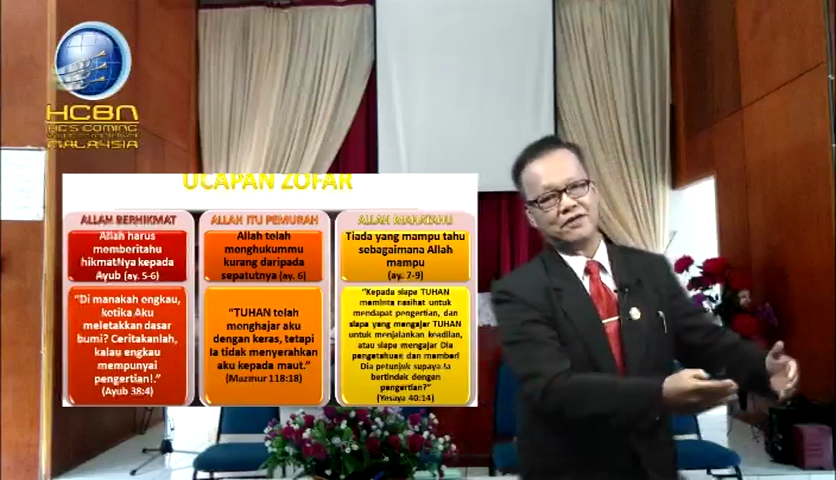 HCBN
HE'S COMING
MALAYSIA
UCAPAN ZOFAR
ALLAH BERHIKMAT
Allah harus
memberitahu
hikmatNya kepada
Ayub (ay. 5-6)
"Di manakah engkau,
ketika Aku
meletakkan dasar
bumi? Ceritakanlah,
kalau engkau
mempunyai
pengertian!."
(Ayub 38:4)
ALLAH ITU PEMURAH
Allah telah
menghukummu
kurang daripada
sepatutnya (ay. 6)
"TUHAN telah
menghajar aku
dengan keras, tetapi
Ia tidak menyerahkan
aku kepada maut."
(Mazmur 118:18)
ALLAH MAHATAHU
Tiada yang mampu tahu
sebagaimana Allah
mampu
(ay. 7-9)
"Kepada siapa TUHAN
meminta nasihat untuk
mendapat pengertian, dan
siapa yang mengajar TUHAN
untuk menjalankan keadilan,
atau siapa mengajar Dia
pengetahuan dan memberi
Dia petunjuk supaya Ia
bertindak dengan
pengertian?"
(Yesaya 40:14)